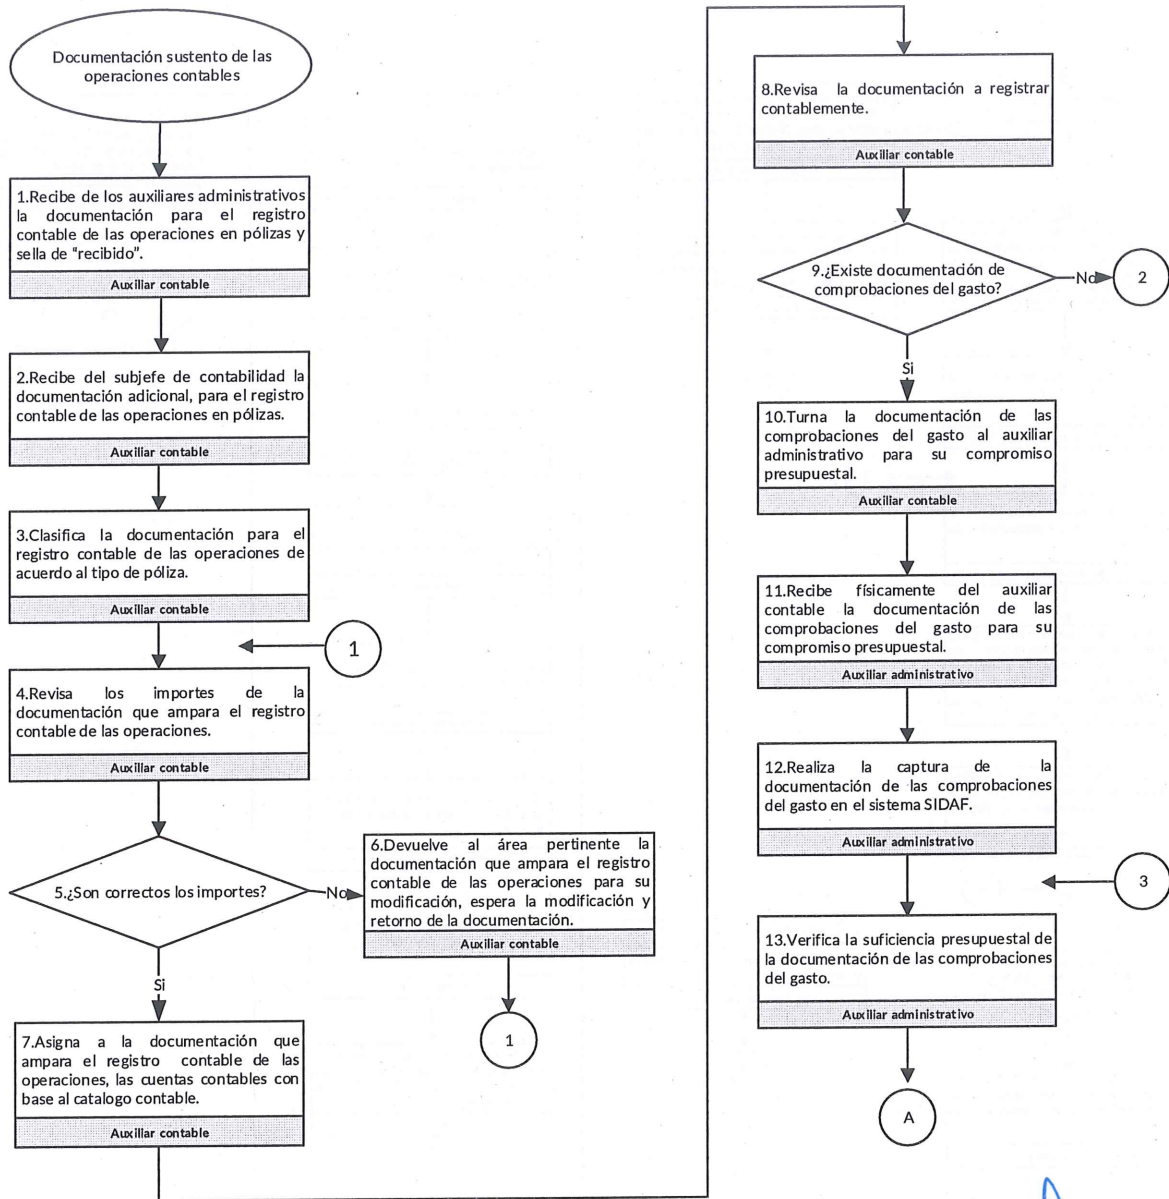 Documentación sustento de las
operaciones contables
1.Recibe de los auxiliares administrativos
la documentación para el registro
contable de las operaciones en pólizas y
sella de "recibido".
Auxiliar contable
2.Recibe del subjefe de contabilidad la
documentación adicional, para el registro
contable de las operaciones en pólizas.
Auxiliar contable
3.Clasifica la documentación para el
registro contable de las operaciones de
acuerdo al tipo de póliza.
Auxiliar contable
1
4.Revisa los importes de la
documentación que ampara el registro
contable de las operaciones.
Auxiliar contable
5.¿Son correctos los importes?
No
6.Devuelve al área pertinente la
documentación que ampara el registro
contable de las operaciones para su
modificación, espera la modificación y
retorno de la documentación.
Auxiliar contable
1
Si
7.Asigna a la documentación que
ampara el registro contable de las
operaciones, las cuentas contables con
base al catalogo contable.
Auxiliar contable
8.Revisa la documentación a registrar
contablemente.
Auxiliar contable
9.¿Existe documentación de
comprobaciones del gasto?
No
2
Si
10.Turna la documentación de las
comprobaciones del gasto al auxiliar
administrativo para su compromiso
presupuestal.
Auxiliar contable
11.Recibe físicamente del auxiliar
contable la documentación de las
comprobaciones del gasto para su
compromiso presupuestal.
Auxiliar administrativo
12.Realiza la captura de la
documentación de las comprobaciones
del gasto en el sistema SIDAF.
Auxiliar administrativo
3
13.Verifica la suficiencia presupuestal de
la documentación de las comprobaciones
del gasto.
Auxiliar administrativo
A